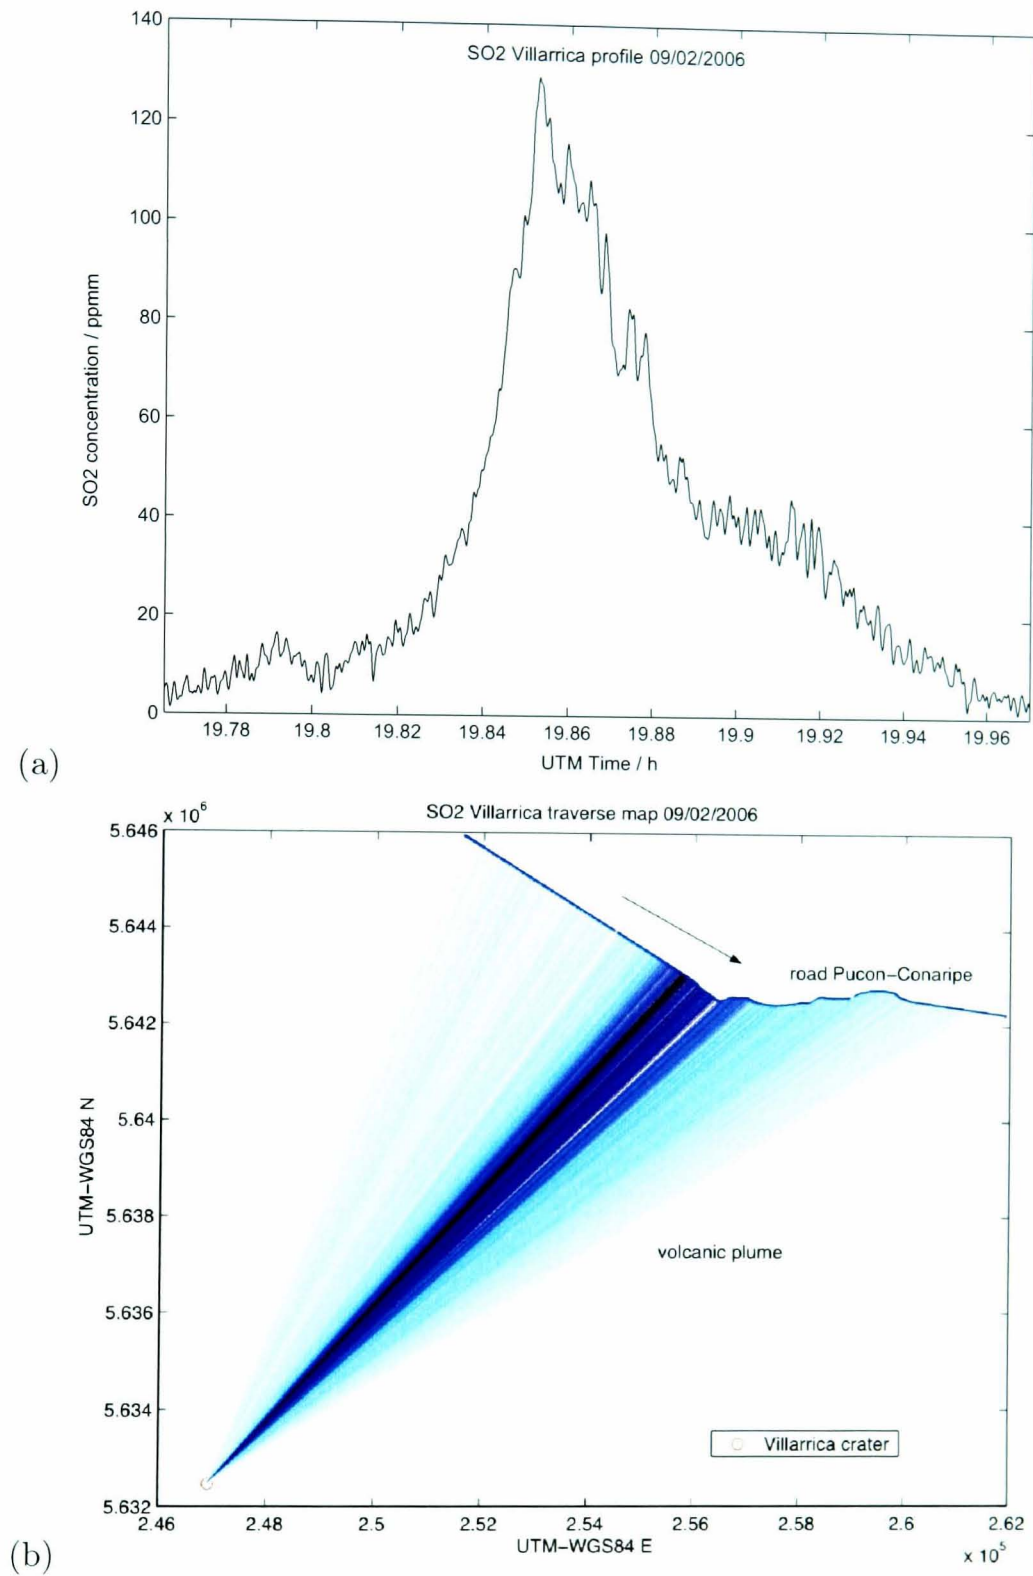 SO2 Villarrica profile 09/02/2006
140
120
100
80
60
40
20
0
SO2 concentration / ppmm
19.78 19.8 19.82 19.84 19.86 19.88 19.9 19.92 19.94 19.96
UTM Time / h
(a)
SO2 Villarrica traverse map 09/02/2006
x 10^6
5.646
5.644
5.642
5.64
5.638
5.636
5.634
5.632
UTM-WGS84 N
road Pucon-Conaripe
volcanic plume
Villarrica crater
2.46 2.48 2.5 2.52 2.54 2.56 2.58 2.6 2.62
UTM-WGS84 E
x 10^5
(b)